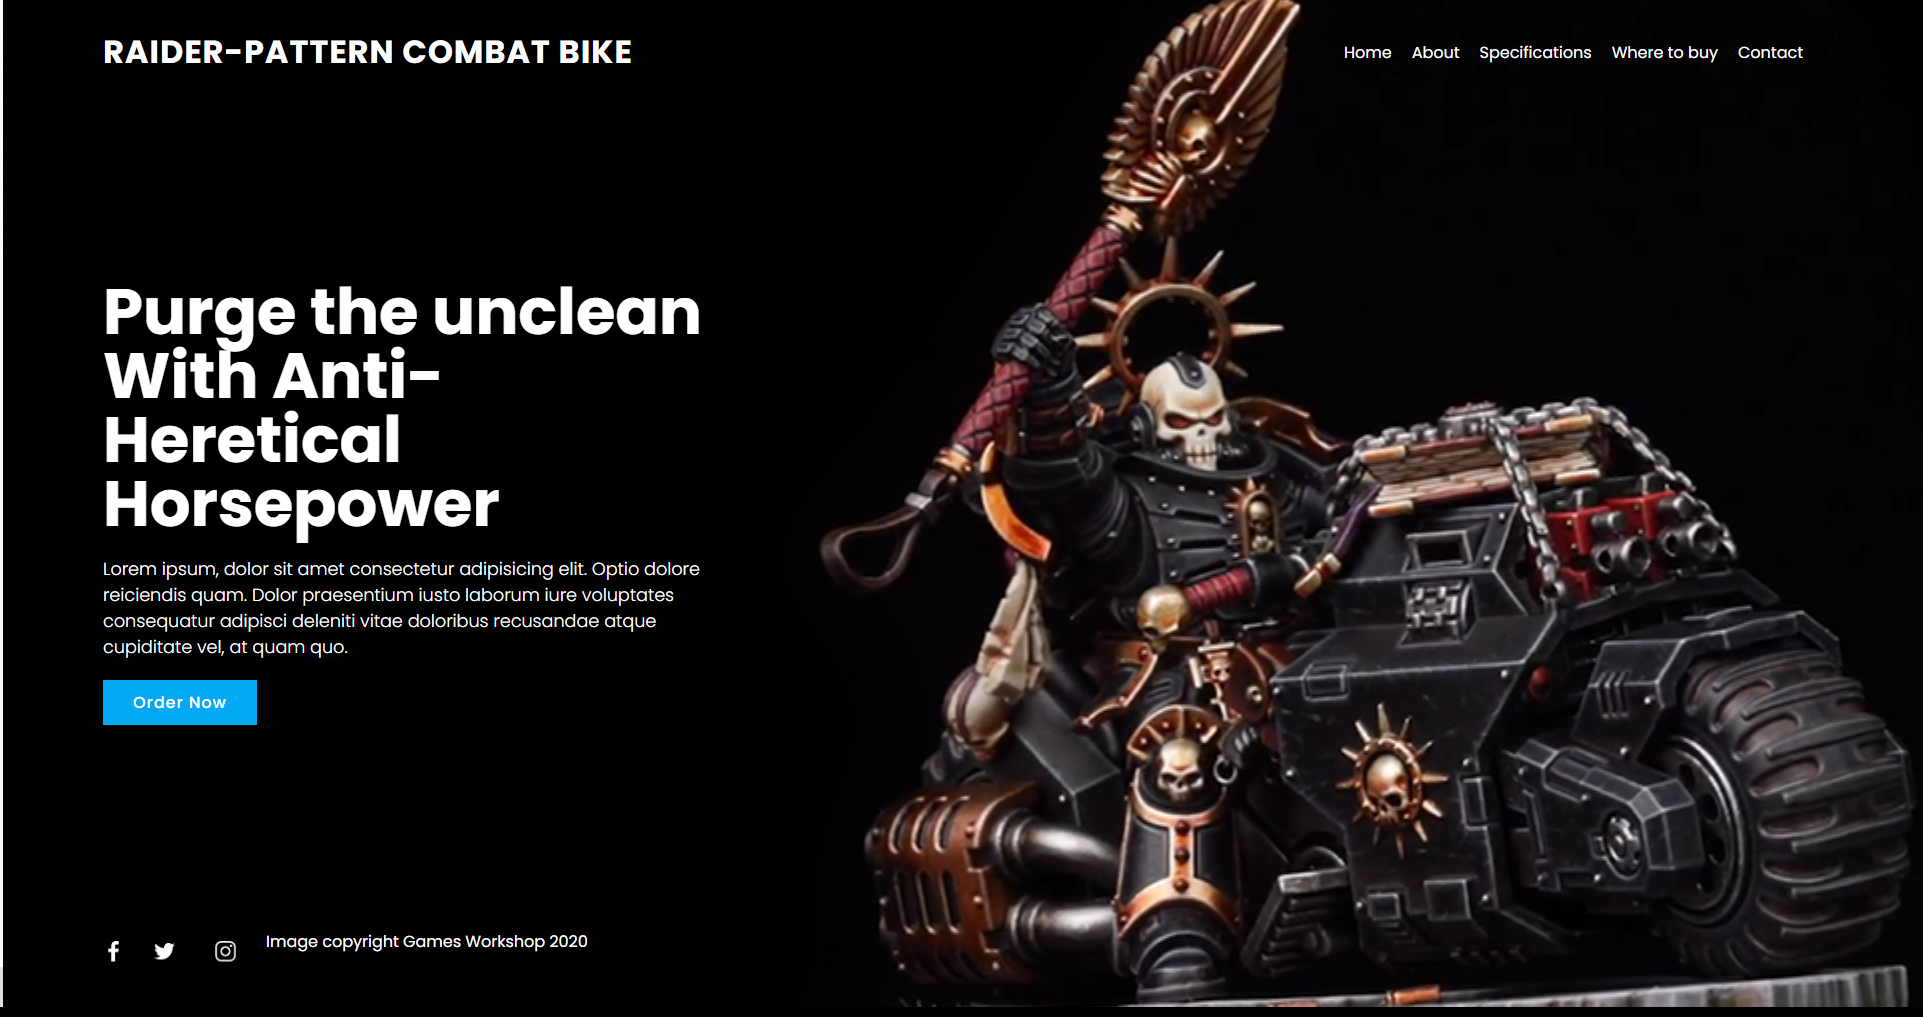 RAIDER-PATTERN COMBAT BIKE
Home About Specifications Where to buy Contact
Purge the unclean
With Anti-
Heretical
Horsepower
Lorem ipsum, dolor sit amet consectetur adipisicing elit. Optio dolore
reiciendis quam. Dolor praesentium iusto laborum iure voluptates
consequatur adipisci deleniti vitae doloribus recusandae atque
cupiditate vel, at quam quo.
Order Now
Image copyright Games Workshop 2020